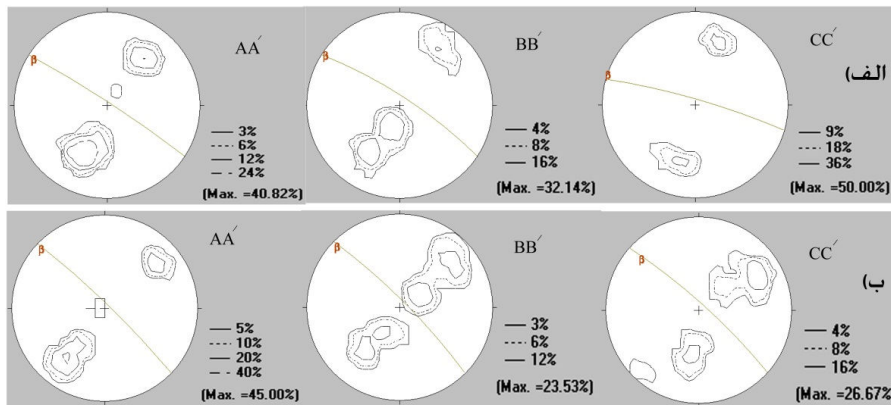 AA′
β
3%
6%
12%
24%
(Max. =40.82%)
BB′
β
4%
8%
16%
(Max. =32.14%)
CC′
β
9%
18%
36%
(Max. =50.00%)
الف)
AA′
β
5%
10%
20%
40%
(Max. =45.00%)
BB′
β
3%
6%
12%
(Max. =23.53%)
CC′
β
4%
8%
16%
(Max. =26.67%)
ب)